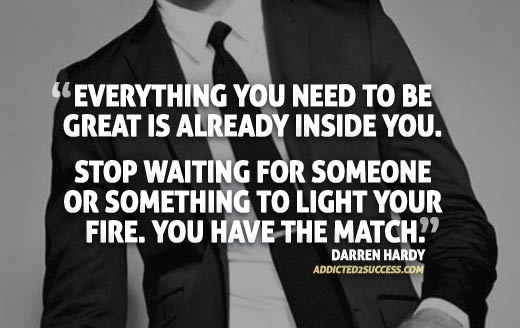 “EVERYTHING YOU NEED TO BE
GREAT IS ALREADY INSIDE YOU.
STOP WAITING FOR SOMEONE
OR SOMETHING TO LIGHT YOUR
FIRE. YOU HAVE THE MATCH.”
DARREN HARDY
ADDICTED2SUCCESS.COM